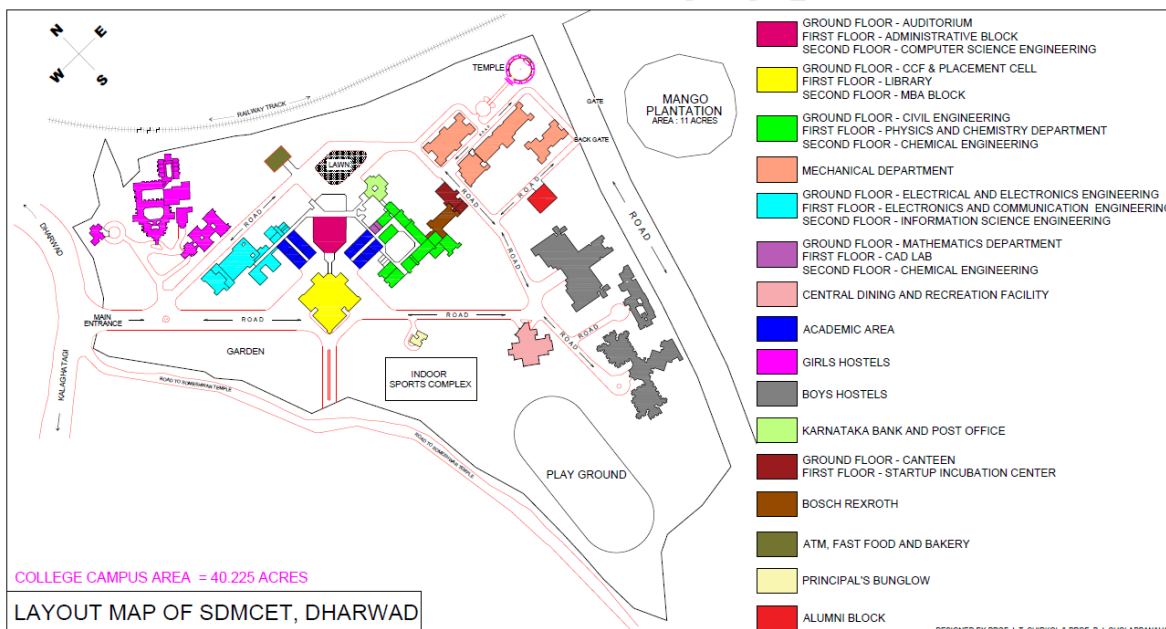 N
E
W
S
TEMPLE
RAILWAY TRACK
GATE
MANGO
PLANTATION
AREA : 11 ACRES
BACK GATE
ROAD
LAWN
ROAD
ROAD
ROAD
ROAD
ROAD
DHARWAD
MAIN
ENTRANCE
ROAD
ROAD
ROAD
ROAD
GARDEN
KALAGHATAGI
INDOOR
SPORTS COMPLEX
PLAY GROUND
COLLEGE CAMPUS AREA = 40.225 ACRES
LAYOUT MAP OF SDMCET, DHARWAD
GROUND FLOOR - AUDITORIUM
FIRST FLOOR - ADMINISTRATIVE BLOCK
SECOND FLOOR - COMPUTER SCIENCE ENGINEERING
GROUND FLOOR - CCF & PLACEMENT CELL
FIRST FLOOR - LIBRARY
SECOND FLOOR - MBA BLOCK
GROUND FLOOR - CIVIL ENGINEERING
FIRST FLOOR - PHYSICS AND CHEMISTRY DEPARTMENT
SECOND FLOOR - CHEMICAL ENGINEERING
MECHANICAL DEPARTMENT
GROUND FLOOR - ELECTRICAL AND ELECTRONICS ENGINEERING
FIRST FLOOR - ELECTRONICS AND COMMUNICATION ENGINEERING
SECOND FLOOR - INFORMATION SCIENCE ENGINEERING
GROUND FLOOR - MATHEMATICS DEPARTMENT
FIRST FLOOR - CAD LAB
SECOND FLOOR - CHEMICAL ENGINEERING
CENTRAL DINING AND RECREATION FACILITY
ACADEMIC AREA
GIRLS HOSTELS
BOYS HOSTELS
KARNATAKA BANK AND POST OFFICE
GROUND FLOOR - CANTEEN
FIRST FLOOR - STARTUP INCUBATION CENTER
BOSCH REXROTH
ATM, FAST FOOD AND BAKERY
PRINCIPAL'S BUNGLOW
ALUMNI BLOCK